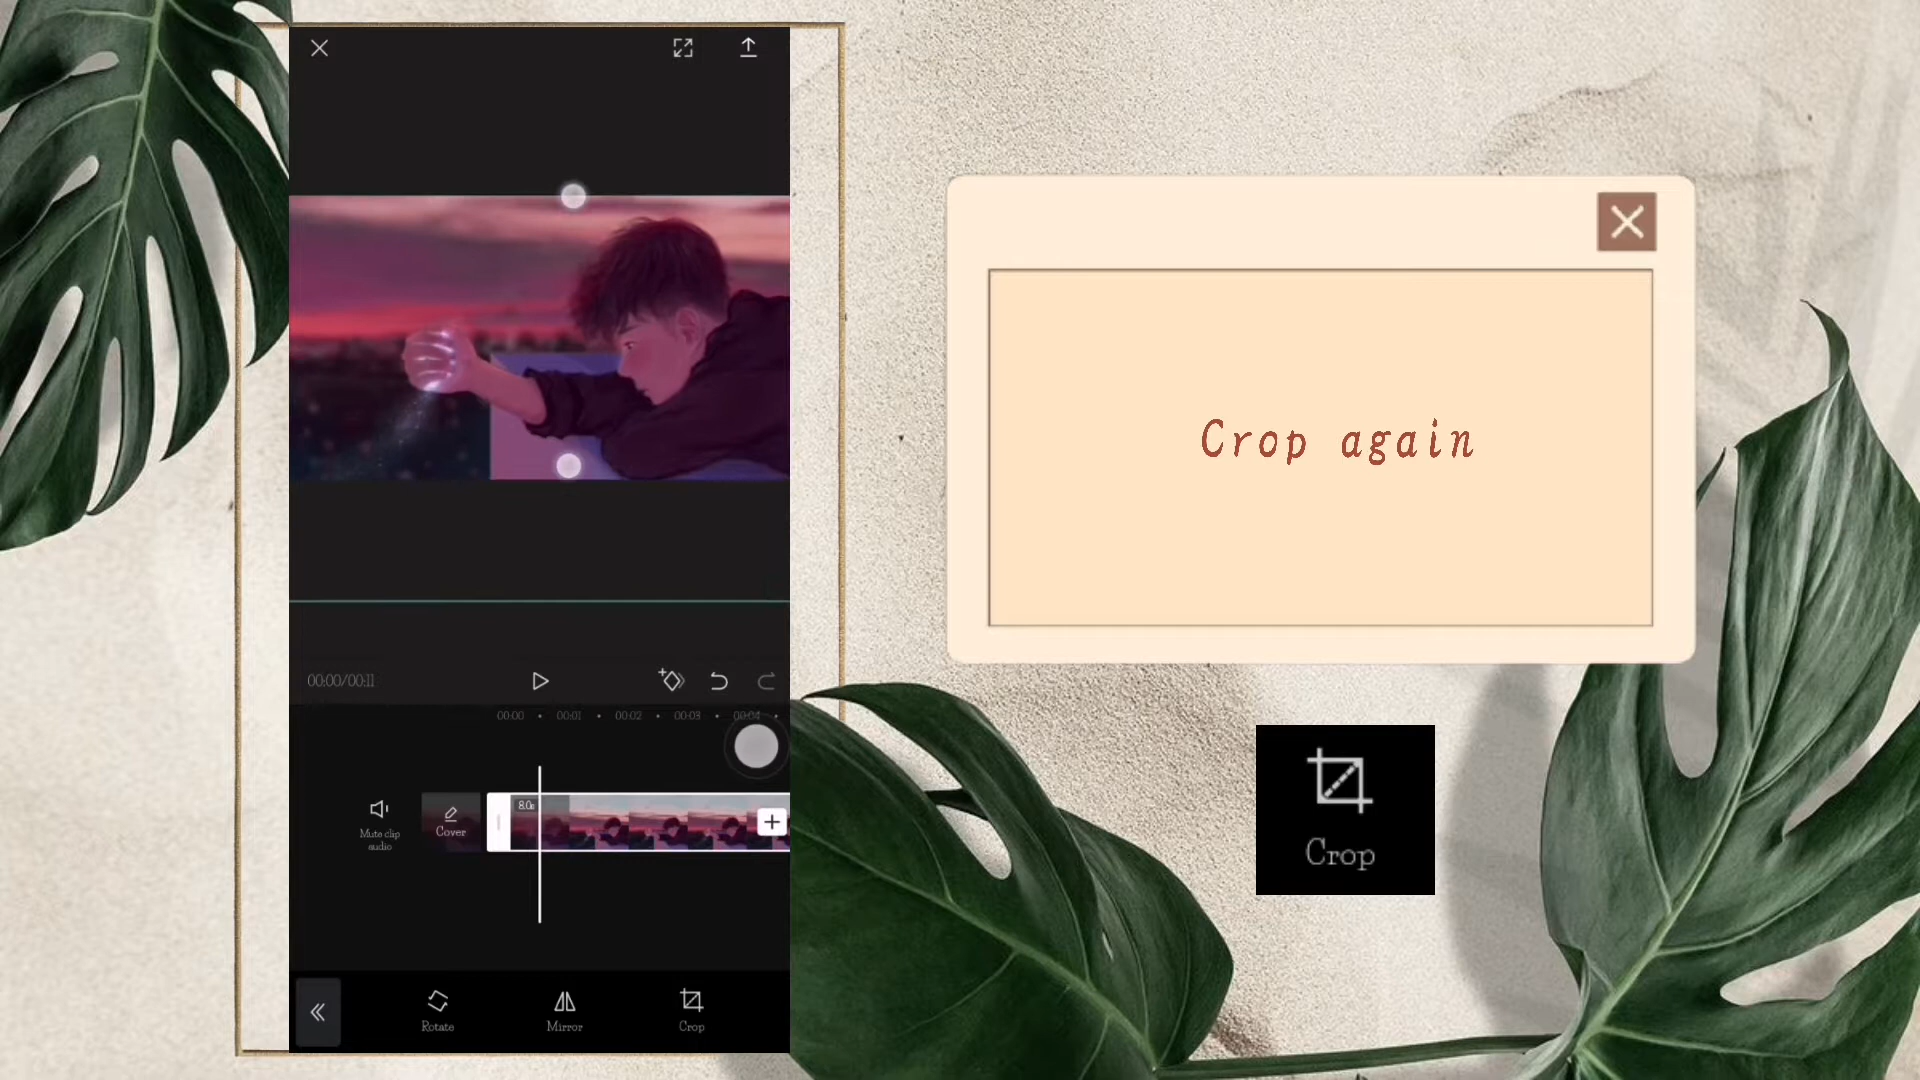 00:00/00:11
00:00
00:01
00:02
00:03
00:04
Mute clip
audio
Cover
8.0s
Rotate
Mirror
Crop
Crop again
Crop